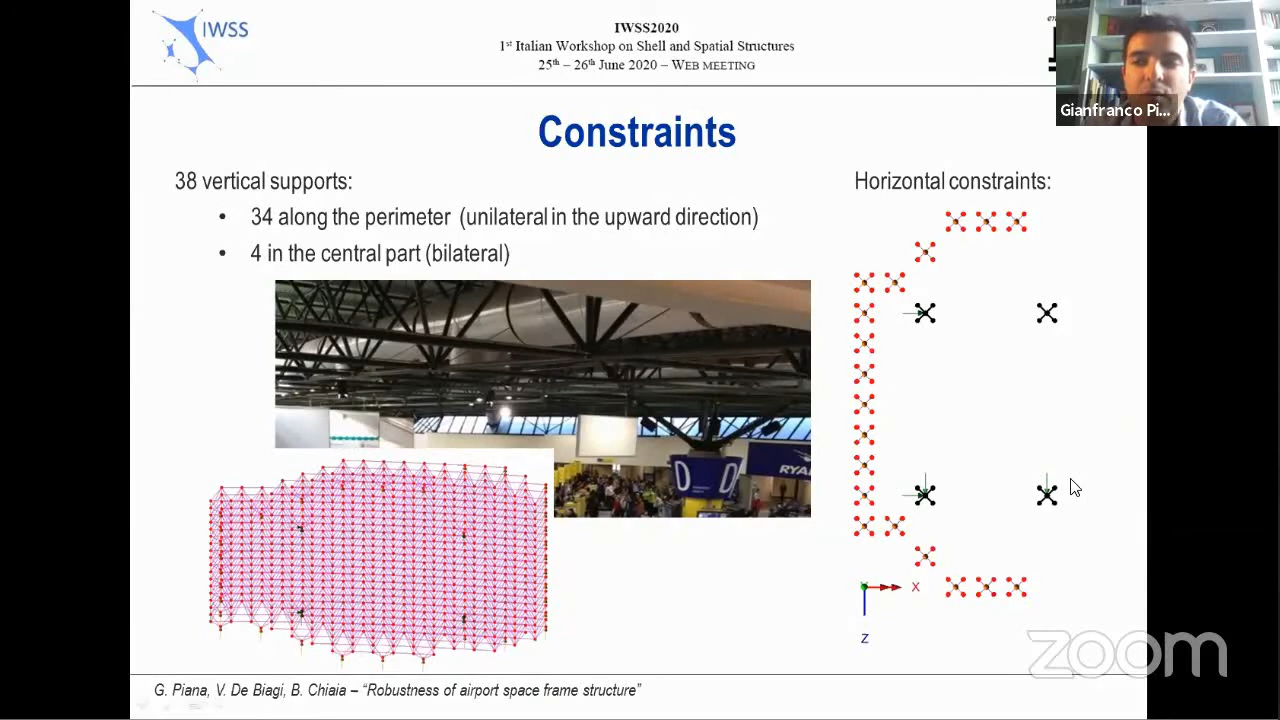 IWSS
IWSS2020
1st Italian Workshop on Shell and Spatial Structures
25th – 26th June 2020 – WEB MEETING
Gianfranco Pi...
Constraints
38 vertical supports:
• 34 along the perimeter (unilateral in the upward direction)
• 4 in the central part (bilateral)
Horizontal constraints:
D D
RYA
X
Z
zoom
G. Piana, V. De Biagi, B. Chiaia – “Robustness of airport space frame structure”